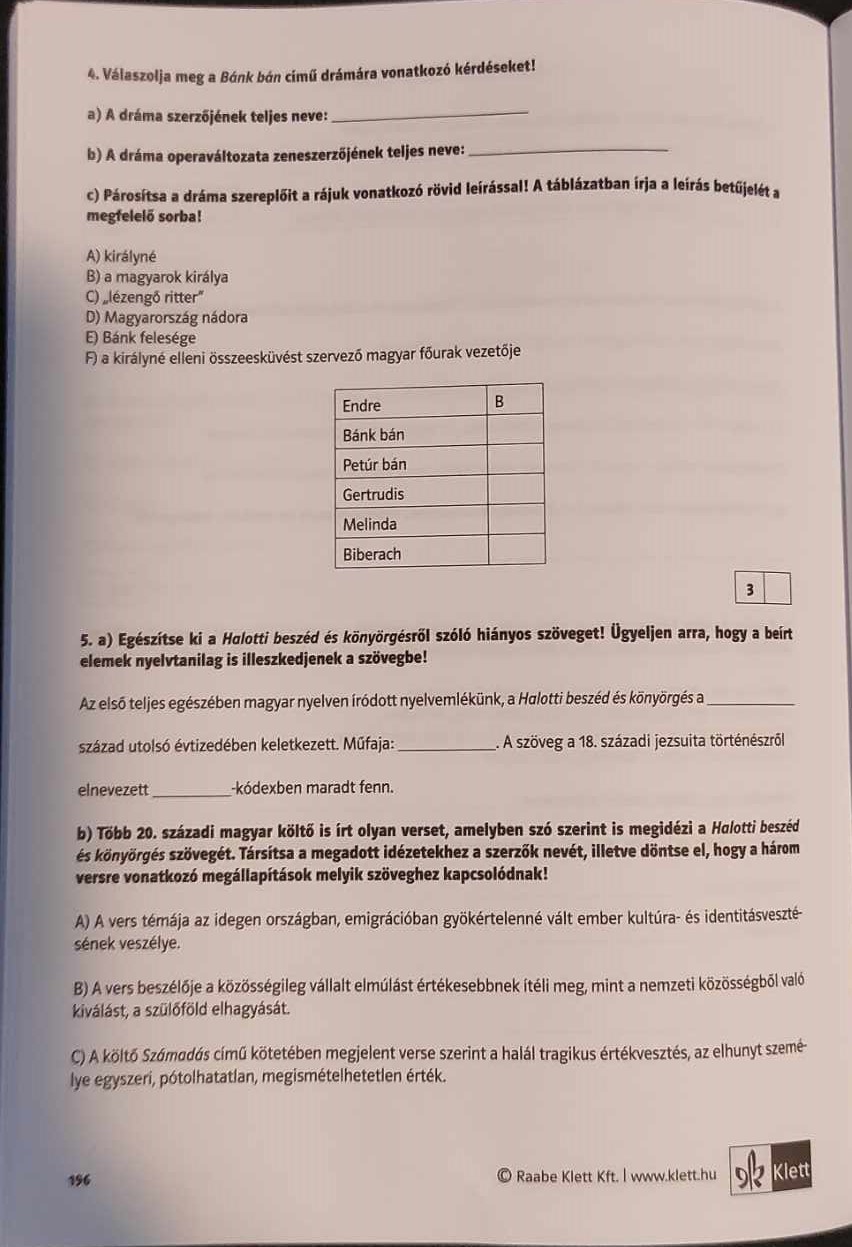 4. Válaszolja meg a Bánk bán című drámára vonatkozó kérdéseket!
a) A dráma szerzőjének teljes neve: ____________
b) A dráma operaváltozata zeneszerzőjének teljes neve: ____________
c) Párosítsa a dráma szereplőit a rájuk vonatkozó rövid leírással! A táblázatban írja a leírás betűjelét a
megfelelő sorba!
A) királyné
B) a magyarok királya
C) „lézengő ritter”
D) Magyarország nádora
E) Bánk felesége
F) a királyné elleni összeesküvést szervező magyar főurak vezetője
Endre B
Bánk bán
Petúr bán
Gertrudis
Melinda
Biberach
3
5. a) Egészítse ki a Halotti beszéd és könyörgésről szóló hiányos szöveget! Ügyeljen arra, hogy a beírt
elemek nyelvtanilag is illeszkedjenek a szövegbe!
Az első teljes egészében magyar nyelven íródott nyelvemlékünk, a Halotti beszéd és könyörgés a ____________
század utolsó évtizedében keletkezett. Műfaja: ____________. A szöveg a 18. századi jezsuita történészről
elnevezett ____________-kódexben maradt fenn.
b) Több 20. századi magyar költő is írt olyan verset, amelyben szó szerint is megidézi a Halotti beszéd
és könyörgés szövegét. Társítsa a megadott idézetekhez a szerzők nevét, illetve döntse el, hogy a három
versre vonatkozó megállapítások melyik szöveghez kapcsolódnak!
A) A vers témája az idegen országban, emigrációban gyökértelenné vált ember kultúra- és identitásveszté-
sének veszélye.
B) A vers beszélője a közösségileg vállalt elmúlást értékesebbnek ítéli meg, mint a nemzeti közösségből való
kiválást, a szülőföld elhagyását.
C) A költő Számadás című kötetében megjelent verse szerint a halál tragikus értékvesztés, az elhunyt szemé-
lye egyszeri, pótolhatatlan, megismételhetetlen érték.
196
© Raabe Klett Kft. | www.klett.hu
Klett